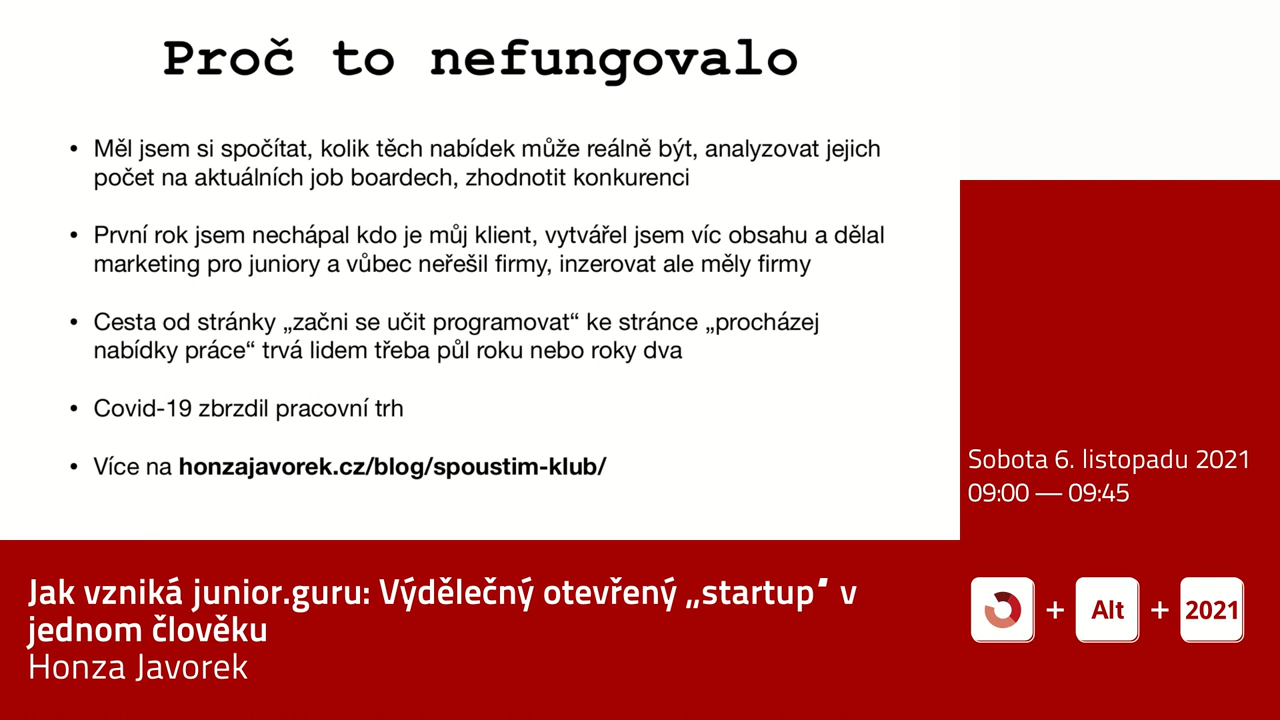 Proč to nefungovalo
• Měl jsem si spočítat, kolik těch nabídek může reálně být, analyzovat jejich
počet na aktuálních job boardech, zhodnotit konkurenci
• První rok jsem nechápal kdo je můj klient, vytvářel jsem víc obsahu a dělal
marketing pro juniory a vůbec neřešil firmy, inzerovat ale měly firmy
• Cesta od stránky „začni se učit programovat“ ke stránce „procházej
nabídky práce“ trvá lidem třeba půl roku nebo roky dva
• Covid-19 zbrzdil pracovní trh
• Více na honzajavorek.cz/blog/spoustim-klub/
Sobota 6. listopadu 2021
09:00 — 09:45
Jak vzniká junior.guru: Výdělečný otevřený „startup“ v
jednom člověku
Honza Javorek
+ Alt + 2021